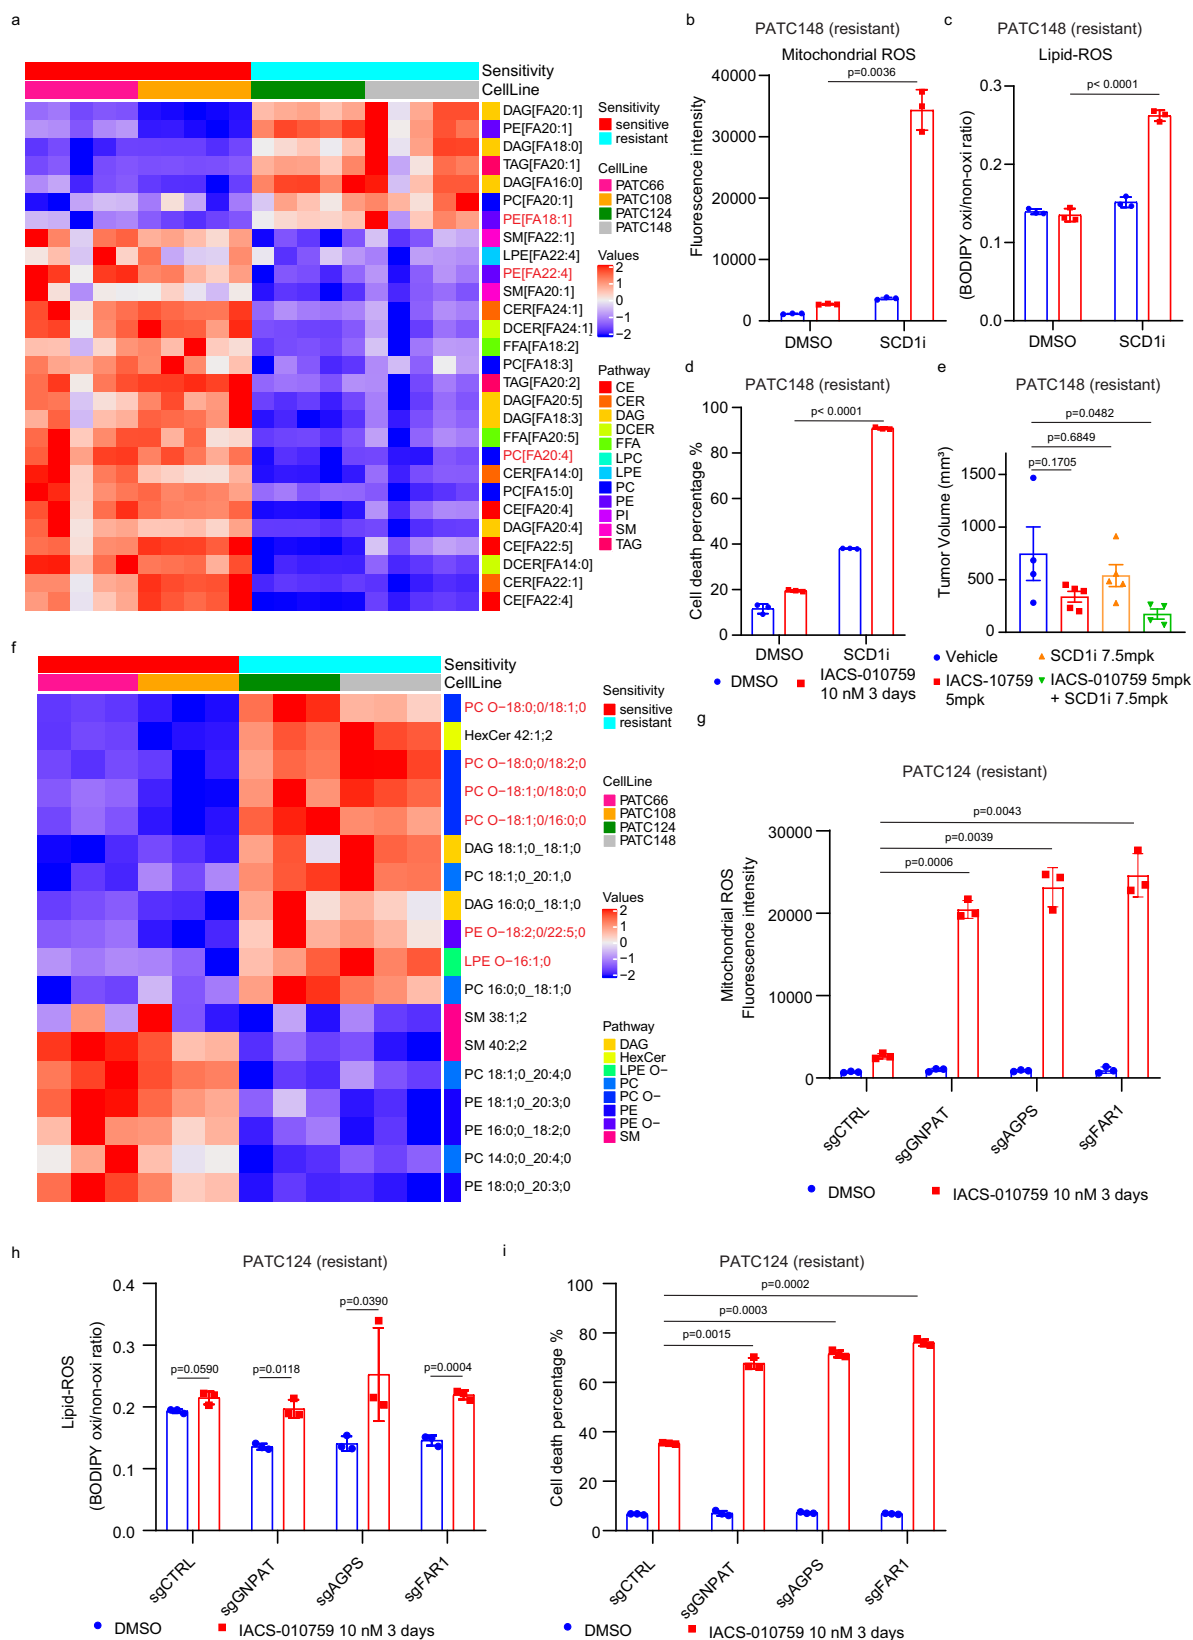 a
Sensitivity
CellLine
DAG[FA20:1]
PE[FA20:1]
DAG[FA18:0]
TAG[FA20:1]
DAG[FA16:0]
PC[FA20:1]
PE[FA18:1]
SM[FA22:1]
LPE[FA22:4]
PE[FA22:4]
SM[FA20:1]
CER[FA24:1]
DCER[FA24:1]
FFA[FA18:2]
PC[FA18:3]
TAG[FA20:2]
DAG[FA20:5]
DAG[FA18:3]
FFA[FA20:5]
PC[FA20:4]
CER[FA14:0]
PC[FA15:0]
CE[FA20:4]
DAG[FA20:4]
CE[FA22:5]
DCER[FA14:0]
CER[FA22:1]
CE[FA22:4]
Sensitivity
sensitive
resistant
CellLine
PATC66
PATC108
PATC124
PATC148
Values
2
1
0
−1
−2
Pathway
CE
CER
DAG
DCER
FFA
LPC
LPE
PC
PE
PI
SM
TAG
b
PATC148 (resistant)
Mitochondrial ROS
p=0.0036
Fluorescence intensity
40000
30000
20000
10000
0
DMSO
SCD1i
c
PATC148 (resistant)
Lipid-ROS
p< 0.0001
(BODIPY oxi/non-oxi ratio)
0.3
0.2
0.1
0.0
DMSO
SCD1i
d
PATC148 (resistant)
p< 0.0001
Cell death percentage %
100
80
60
40
20
0
DMSO
SCD1i
DMSO
IACS-010759
10 nM 3 days
e
PATC148 (resistant)
p=0.0482
p=0.6849
p=0.1705
Tumor Volume (mm³)
1500
1000
500
0
Vehicle
IACS-10759
5mpk
SCD1i 7.5mpk
IACS-010759 5mpk
+ SCD1i 7.5mpk
f
Sensitivity
CellLine
PC O−18:0;0/18:1;0
HexCer 42:1;2
PC O−18:0;0/18:2;0
PC O−18:1;0/18:0;0
PC O−18:1;0/16:0;0
DAG 18:1;0_18:1;0
PC 18:1;0_20:1;0
DAG 16:0;0_18:1;0
PE O−18:2;0/22:5;0
LPE O−16:1;0
PC 16:0;0_18:1;0
SM 38:1;2
SM 40:2;2
PC 18:1;0_20:4;0
PE 18:1;0_20:3;0
PE 16:0;0_18:2;0
PC 14:0;0_20:4;0
PE 18:0;0_20:3;0
Sensitivity
sensitive
resistant
CellLine
PATC66
PATC108
PATC124
PATC148
Values
2
1
0
−1
−2
Pathway
DAG
HexCer
LPE O−
PC
PC O−
PE
PE O−
SM
g
PATC124 (resistant)
p=0.0043
p=0.0039
p=0.0006
Mitochondrial ROS
Fluorescence intensity
30000
20000
10000
0
sgCTRL
sgGNPAT
sgAGPS
sgFAR1
DMSO
IACS-010759 10 nM 3 days
h
PATC124 (resistant)
p=0.0590
p=0.0118
p=0.0390
p=0.0004
Lipid-ROS
(BODIPY oxi/non-oxi ratio)
0.4
0.3
0.2
0.1
0.0
sgCTRL
sgGNPAT
sgAGPS
sgFAR1
DMSO
IACS-010759 10 nM 3 days
i
PATC124 (resistant)
p=0.0002
p=0.0003
p=0.0015
Cell death percentage %
100
80
60
40
20
0
sgCTRL
sgGNPAT
sgAGPS
sgFAR1
DMSO
IACS-010759 10 nM 3 days